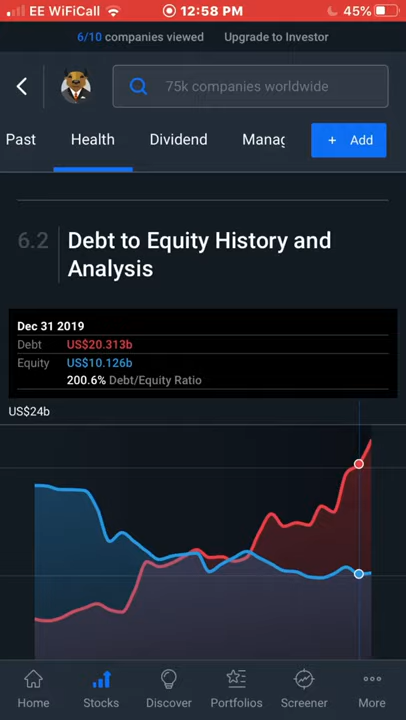 EE WiFiCall 12:58 PM 45%
6/10 companies viewed Upgrade to Investor
75k companies worldwide
Past Health Dividend Manag + Add
6.2 Debt to Equity History and
Analysis
Dec 31 2019
Debt US$20.313b
Equity US$10.126b
200.6% Debt/Equity Ratio
US$24b
Home Stocks Discover Portfolios Screener More